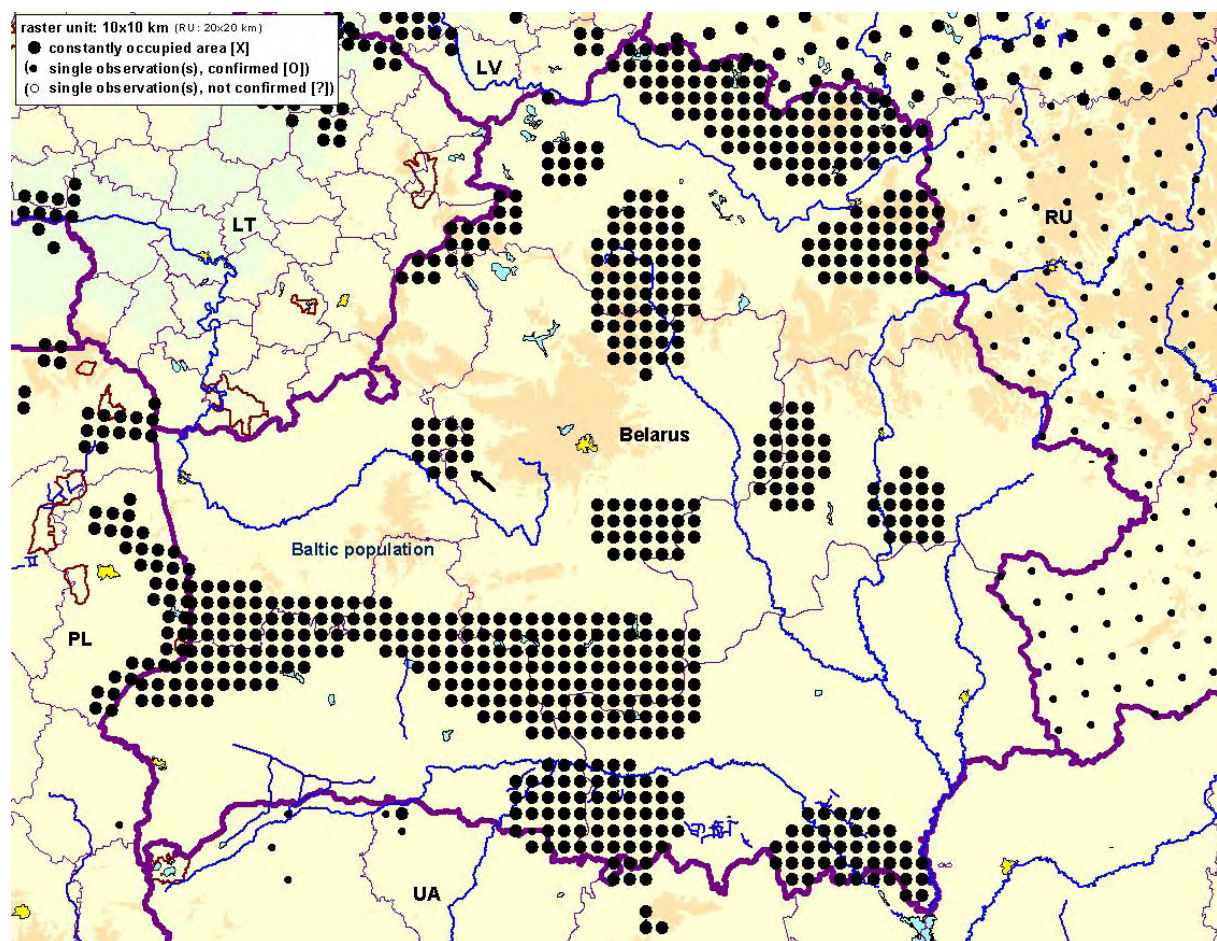 raster unit: 10x10 km (RU: 20x20 km)
constantly occupied area [X]
(• single observation(s), confirmed [O])
(○ single observation(s), not confirmed [?])
LV
LT
RU
Belarus
Baltic population
PL
UA